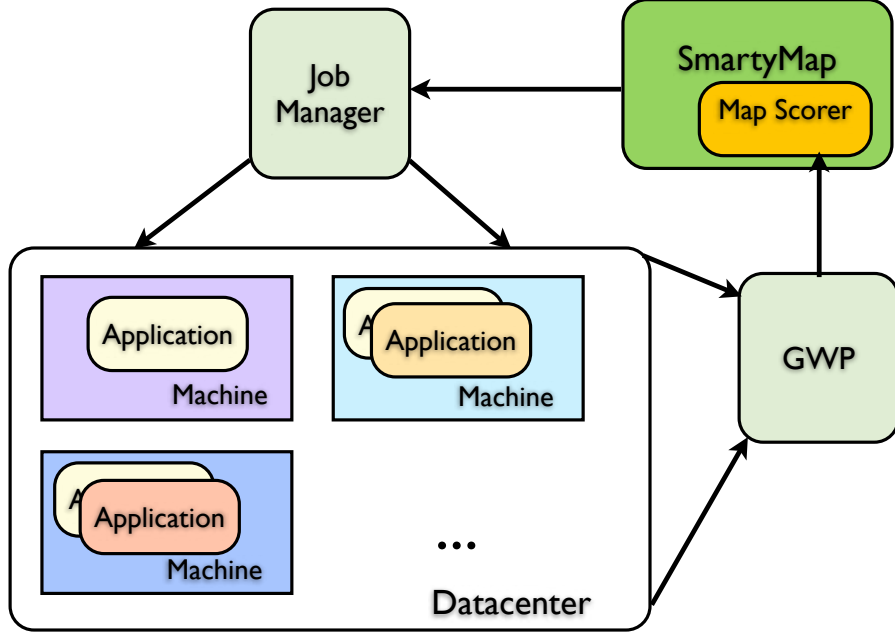 Job
Manager
SmartyMap
Map Scorer
Application
Machine
A
Application
Machine
GWP
A
Application
Machine
...
Datacenter